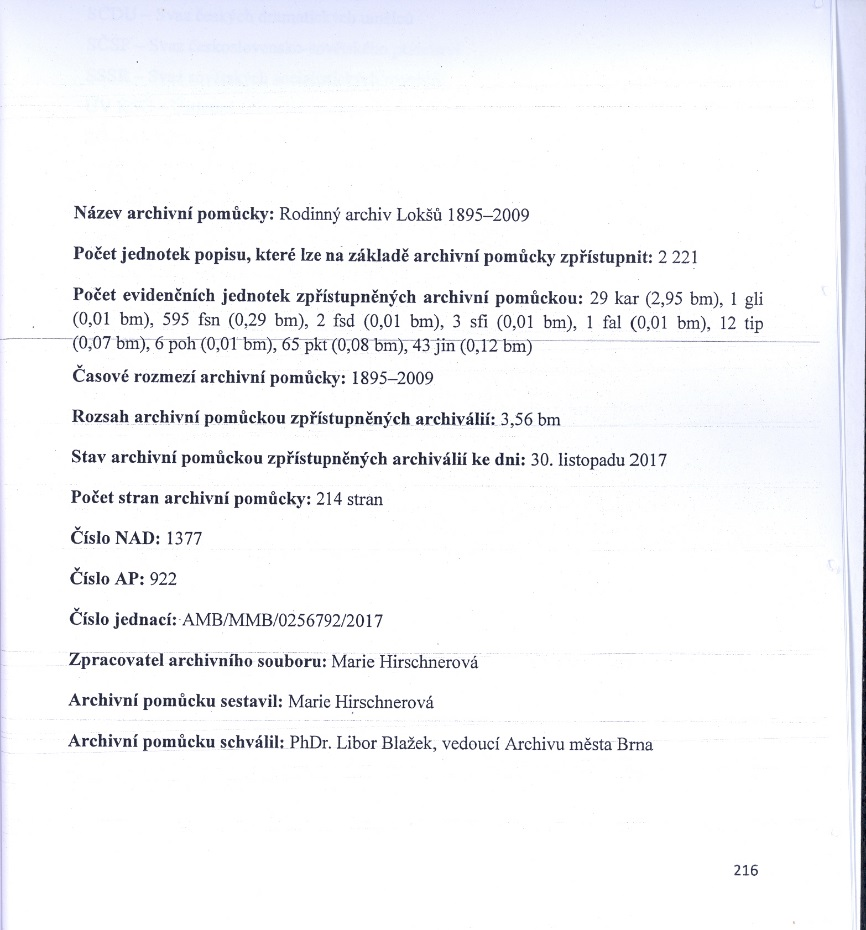 Název archivní pomůcky: Rodinný archiv Lokšů 1895–2009
Počet jednotek popisu, které lze na základě archivní pomůcky zpřístupnit: 2 221
Počet evidenčních jednotek zpřístupněných archivní pomůckou: 29 kar (2,95 bm), 1 gli
(0,01 bm), 595 fsn (0,29 bm), 2 fsd (0,01 bm), 3 sfi (0,01 bm), 1 fal (0,01 bm), 12 tip
(0,07 bm), 6 poh (0,01 bm), 65 pkt (0,08 bm), 43 jin (0,12 bm)
Časové rozmezí archivní pomůcky: 1895–2009
Rozsah archivní pomůckou zpřístupněných archiválií: 3,56 bm
Stav archivní pomůckou zpřístupněných archiválií ke dni: 30. listopadu 2017
Počet stran archivní pomůcky: 214 stran
Číslo NAD: 1377
Číslo AP: 922
Číslo jednací: AMB/MMB/0256792/2017
Zpracovatel archivního souboru: Marie Hirschnerová
Archivní pomůcku sestavil: Marie Hirschnerová
Archivní pomůcku schválil: PhDr. Libor Blažek, vedoucí Archivu města Brna
216